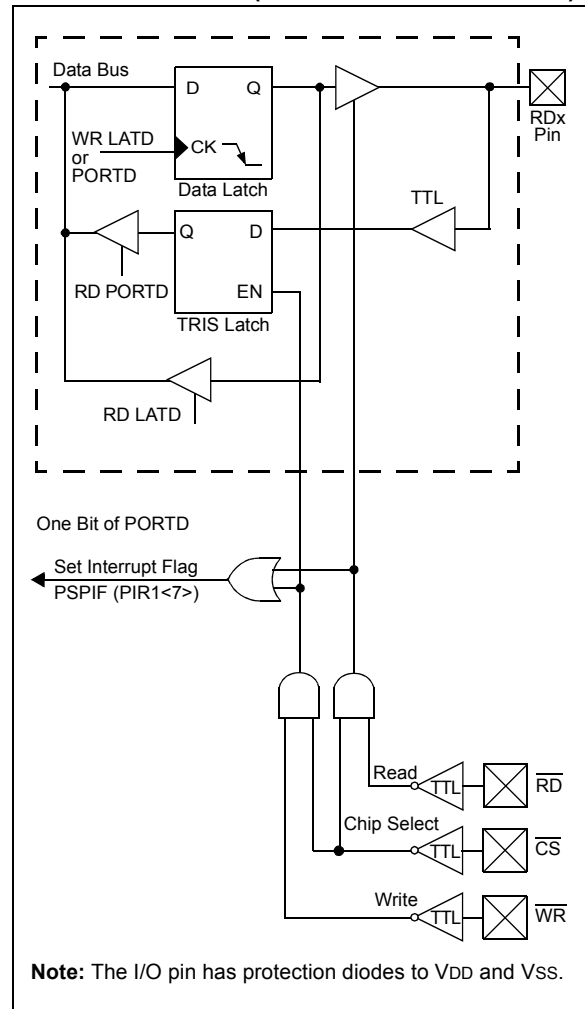 Data Bus
D Q
RDx
Pin
WR LATD
or
PORTD
CK
Data Latch
TTL
Q D
RD PORTD
EN
TRIS Latch
RD LATD
One Bit of PORTD
Set Interrupt Flag
PSPIF (PIR1<7>)
Read
TTL
RD
Chip Select
TTL
CS
Write
TTL
WR
Note: The I/O pin has protection diodes to VDD and VSS.